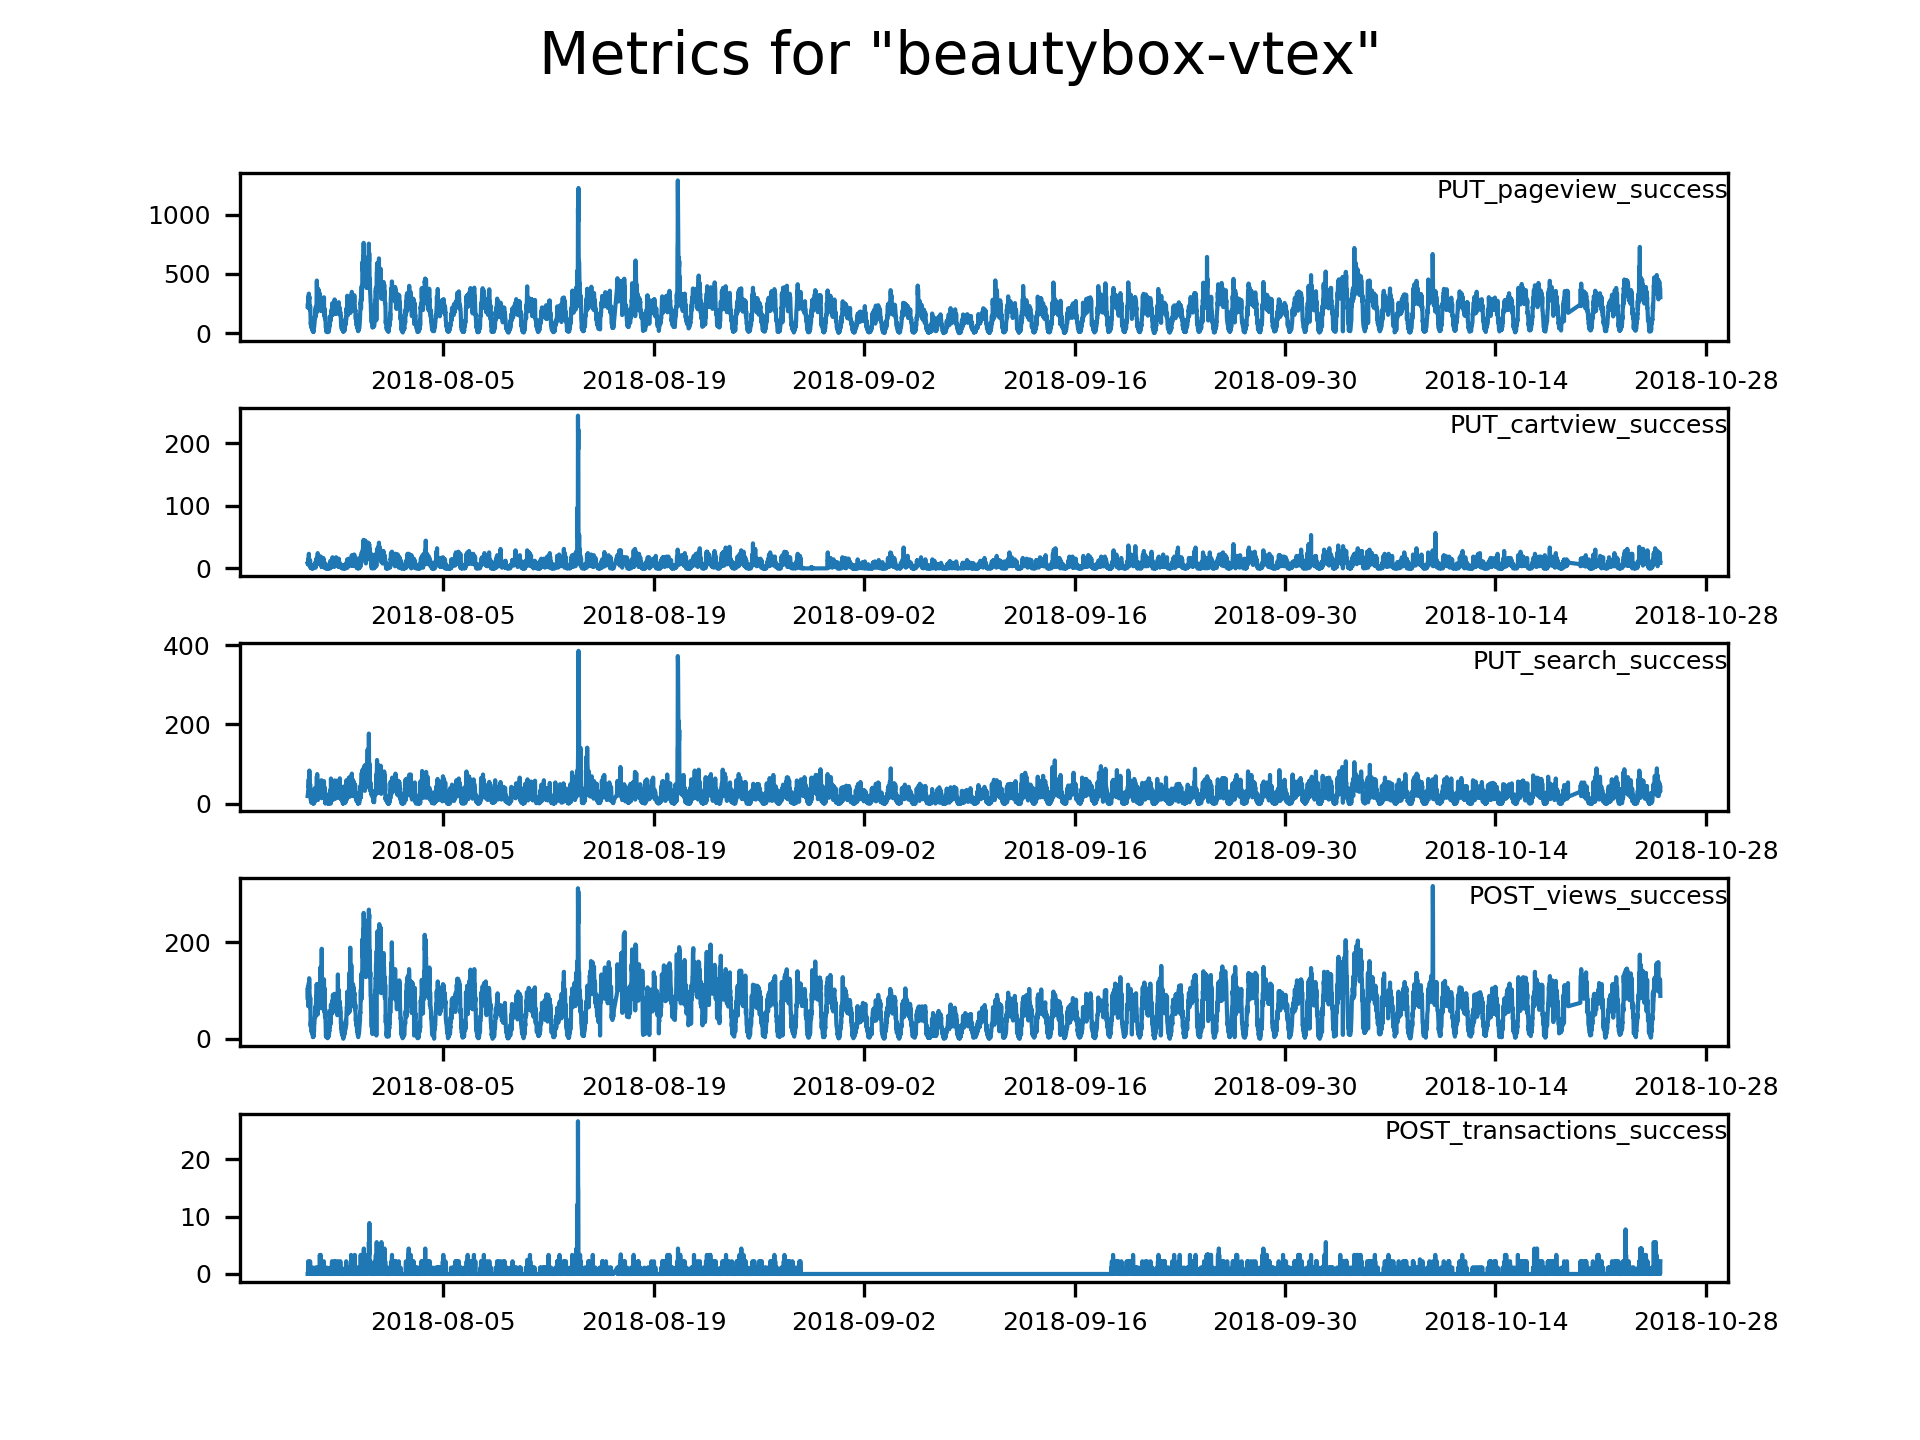 Metrics for "beautybox-vtex"
PUT_pageview_success
1000
500
0
2018-08-05 2018-08-19 2018-09-02 2018-09-16 2018-09-30 2018-10-14 2018-10-28
PUT_cartview_success
200
100
0
2018-08-05 2018-08-19 2018-09-02 2018-09-16 2018-09-30 2018-10-14 2018-10-28
400
PUT_search_success
200
0
2018-08-05 2018-08-19 2018-09-02 2018-09-16 2018-09-30 2018-10-14 2018-10-28
POST_views_success
200
0
2018-08-05 2018-08-19 2018-09-02 2018-09-16 2018-09-30 2018-10-14 2018-10-28
POST_transactions_success
20
10
0
2018-08-05 2018-08-19 2018-09-02 2018-09-16 2018-09-30 2018-10-14 2018-10-28